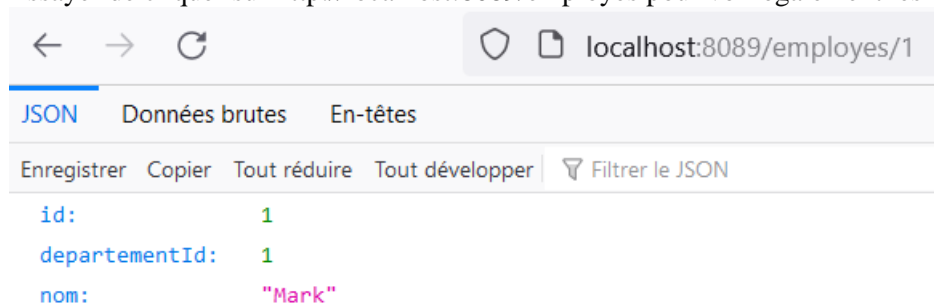 localhost:8089/employes/1
JSON Données brutes En-têtes
Enregistrer Copier Tout réduire Tout développer Filtrer le JSON
id: 1
departementId: 1
nom: "Mark"